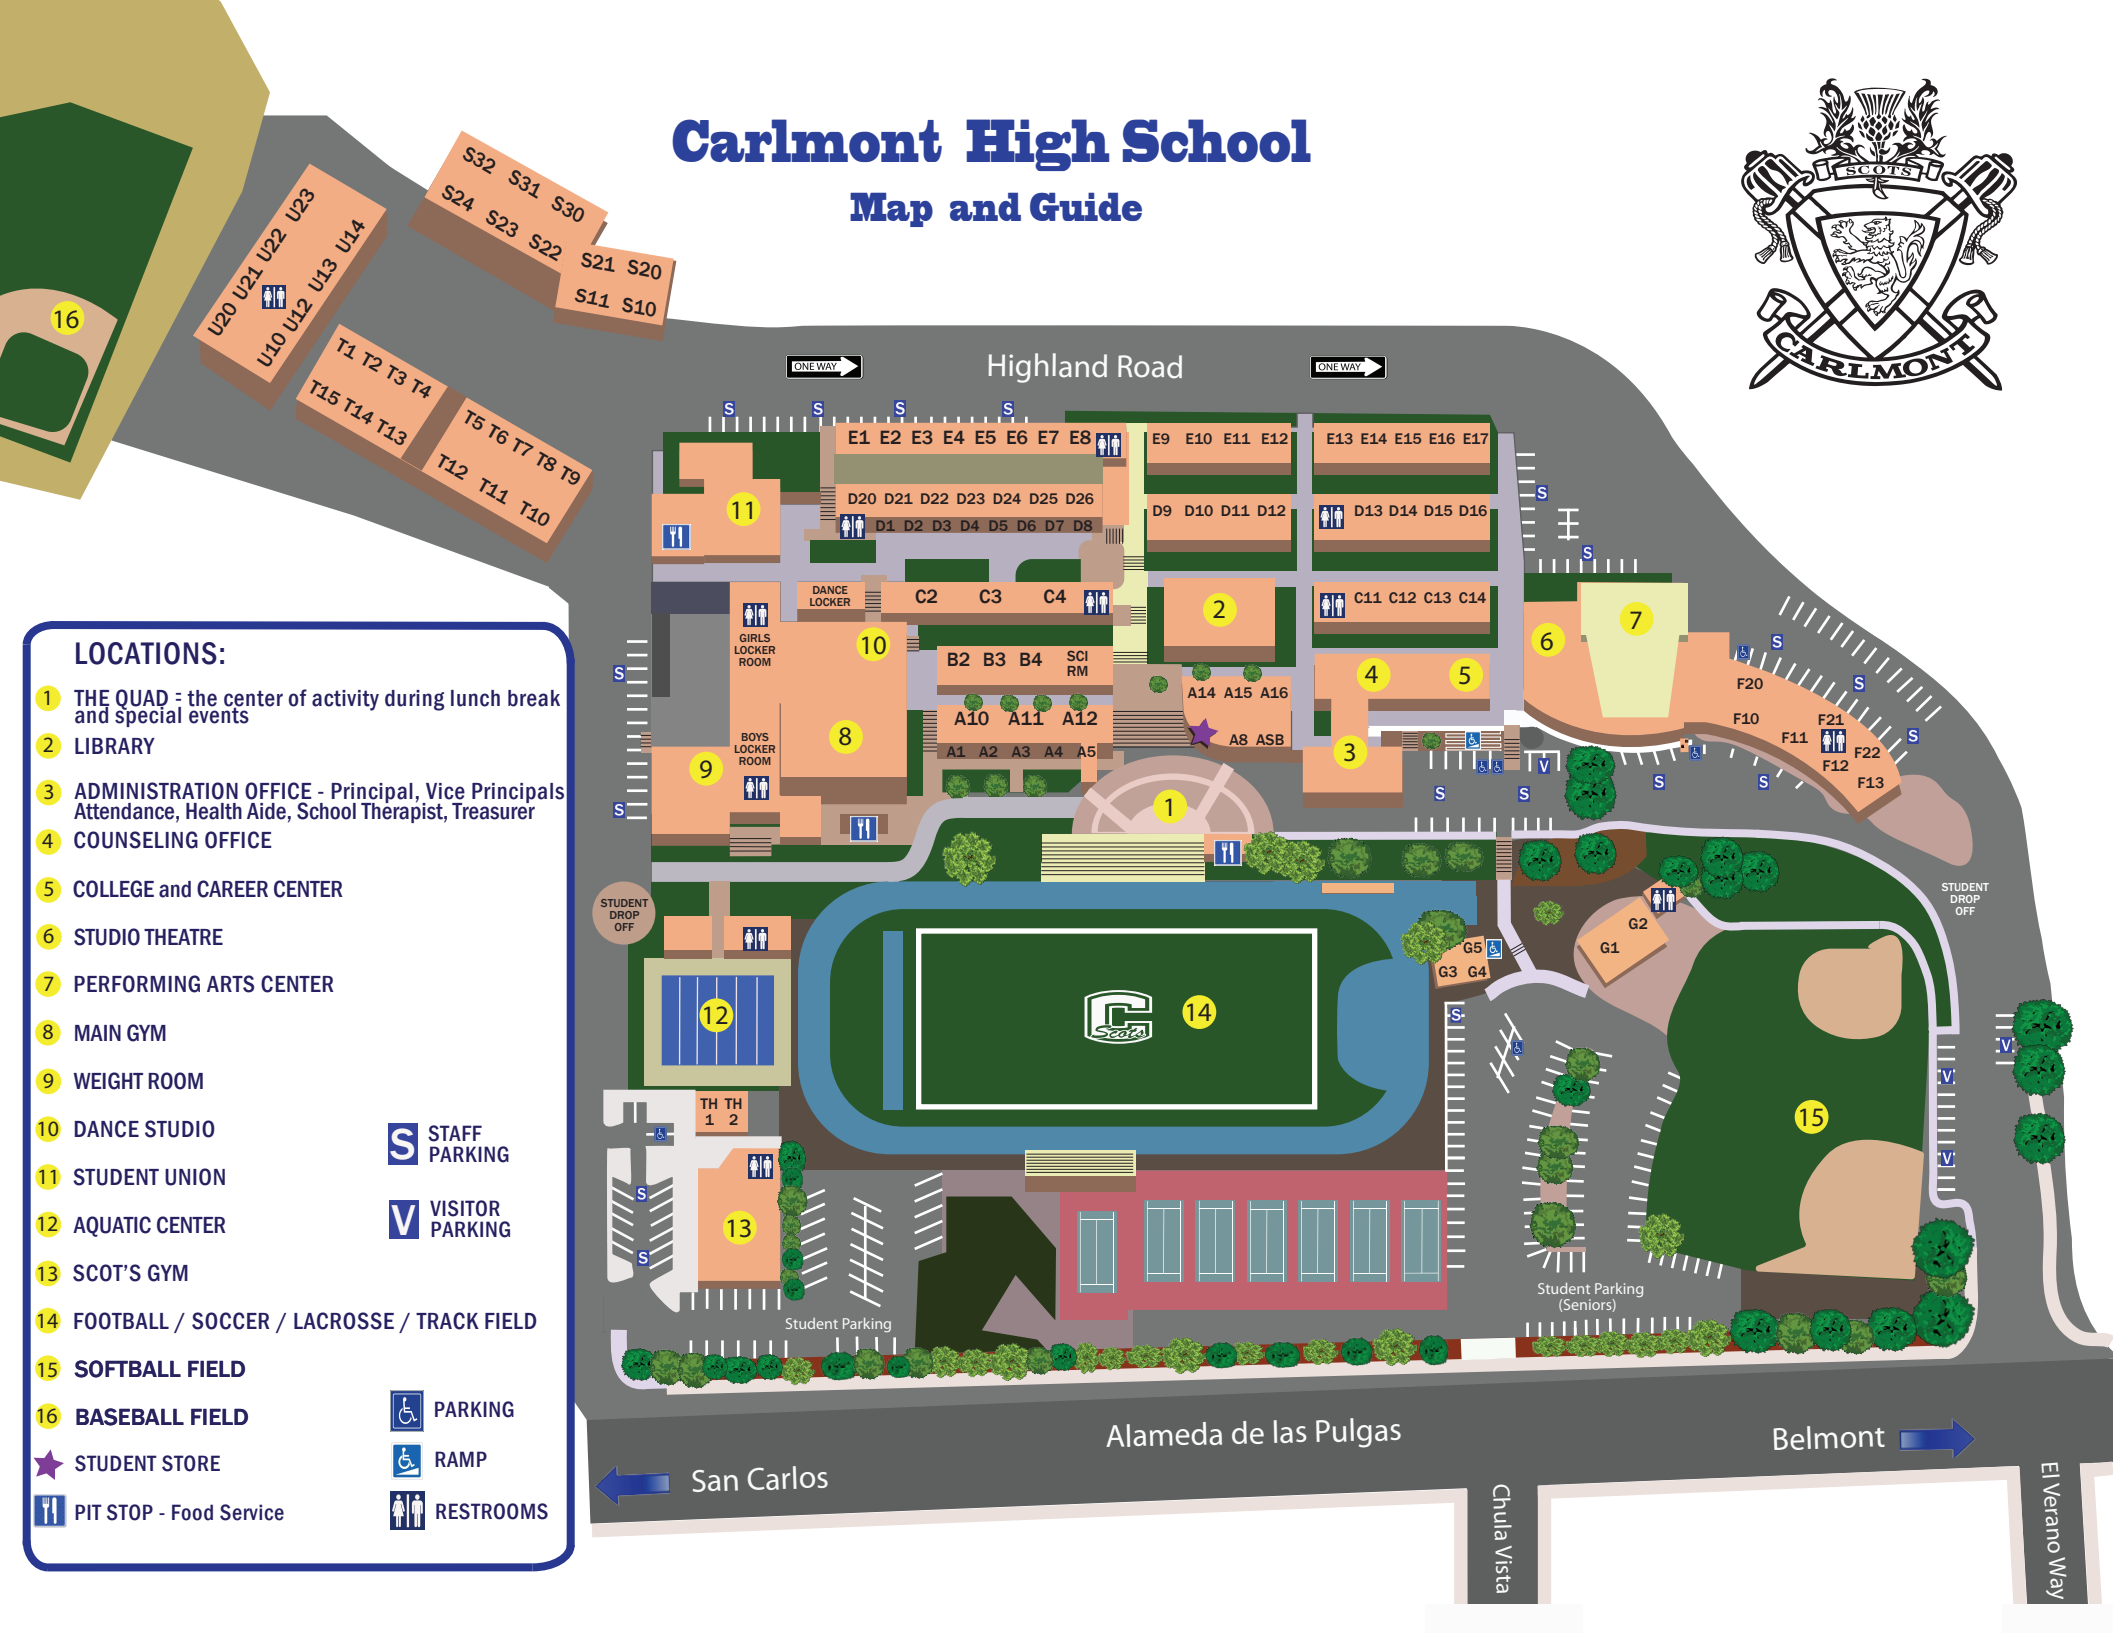 Carlmont High School
Map and Guide
SCOTS
CARLMONT
S32 S31 S30
S24 S23 S22
S21 S20
S11 S10
U20 U21 U22 U23
U10 U12 U13 U14
16
T1 T2 T3 T4
T15 T14 T13
T5 T6 T7 T8 T9
T12 T11 T10
ONE WAY
Highland Road
ONE WAY
S S S S
E1 E2 E3 E4 E5 E6 E7 E8
E9 E10 E11 E12
E13 E14 E15 E16 E17
D20 D21 D22 D23 D24 D25 D26
D1 D2 D3 D4 D5 D6 D7 D8
D9 D10 D11 D12
D13 D14 D15 D16
S
S
11
DANCE
LOCKER
C2 C3 C4
2
C11 C12 C13 C14
6
7
GIRLS
LOCKER
ROOM
10
B2 B3 B4
SCI
RM
4
5
S
S
A14 A15 A16
F20
S
A10 A11 A12
F10
F21
BOYS
LOCKER
ROOM
8
A1 A2 A3 A4 A5
A8 ASB
3
F11
F22
S
9
V
F12
F13
S
S
S
S
S
1
STUDENT
DROP
OFF
STUDENT
DROP
OFF
G2
G1
G5
G3 G4
12
C
Scots
14
S
V
V
15
V
TH TH
1 2
S
S
13
Student Parking
Student Parking
(Seniors)
Alameda de las Pulgas
Belmont
San Carlos
Chula Vista
El Verano Way
LOCATIONS:
1 THE QUAD - the center of activity during lunch break
and special events
2 LIBRARY
3 ADMINISTRATION OFFICE - Principal, Vice Principals
Attendance, Health Aide, School Therapist, Treasurer
4 COUNSELING OFFICE
5 COLLEGE and CAREER CENTER
6 STUDIO THEATRE
7 PERFORMING ARTS CENTER
8 MAIN GYM
9 WEIGHT ROOM
10 DANCE STUDIO
11 STUDENT UNION
12 AQUATIC CENTER
13 SCOT'S GYM
14 FOOTBALL / SOCCER / LACROSSE / TRACK FIELD
15 SOFTBALL FIELD
16 BASEBALL FIELD
STUDENT STORE
PIT STOP - Food Service
S STAFF
PARKING
V VISITOR
PARKING
PARKING
RAMP
RESTROOMS